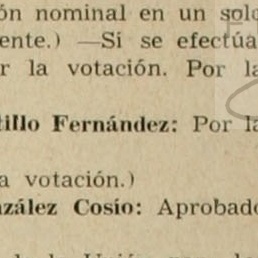 ón nominal en un solo
ente.) —Si se efectúa
r la votación. Por la
tillo Fernández: Por la
a votación.)
nzález Cosío: Aprobado